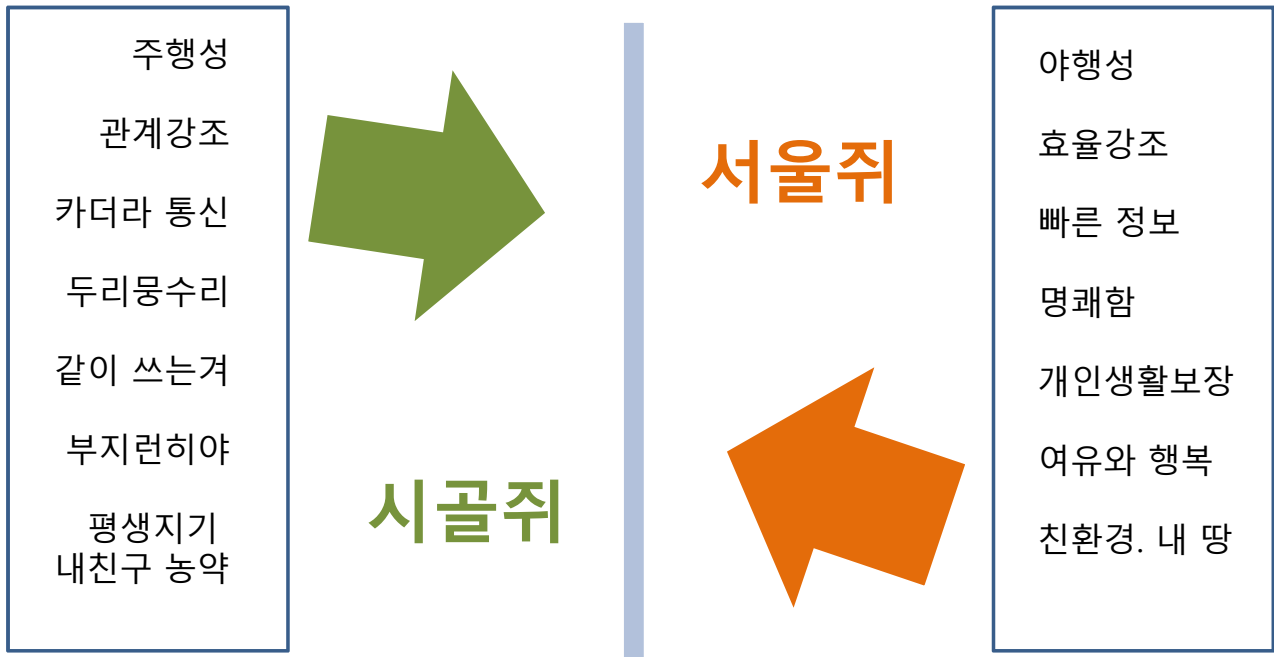 주행성
관계강조
카더라 통신
두리뭉수리
같이 쓰는겨
부지런히야
평생지기
내친구 농약
시골쥐
서울쥐
야행성
효율강조
빠른 정보
명쾌함
개인생활보장
여유와 행복
친환경. 내 땅